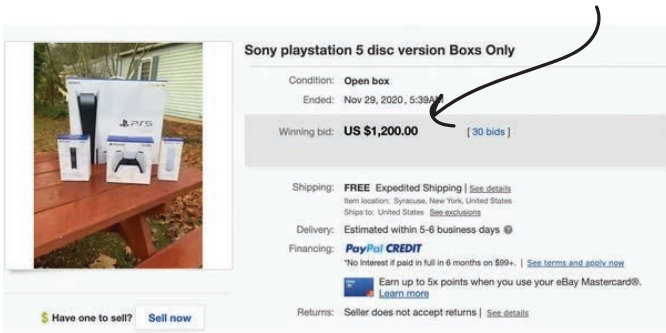 Sony playstation 5 disc version Boxs Only
Condition: Open box
Ended: Nov 29, 2020, 5:39AM
Winning bid: US $1,200.00 [ 30 bids ]
Shipping: FREE Expedited Shipping | See details
Item location: Syracuse, New York, United States
Ships to: United States See exclusions
Delivery: Estimated within 5-6 business days
Financing: PayPal CREDIT
*No Interest if paid in full in 6 months on $99+. | See terms and apply now
Earn up to 5x points when you use your eBay Mastercard®.
Learn more
Returns: Seller does not accept returns | See details
PS5
$ Have one to sell? Sell now